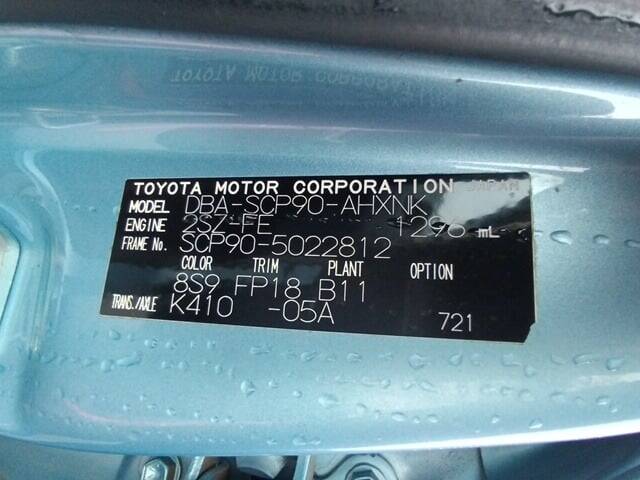 TOYOTA MOTOR CORPORATION JAPAN
MODEL DBA-SCP90-AHXNK
ENGINE 2SZ-FE 1296 mL
FRAME No. SCP90-5022812
COLOR TRIM PLANT OPTION
8S9 FP18 B11
TRANS./AXLE K410 -05A
721